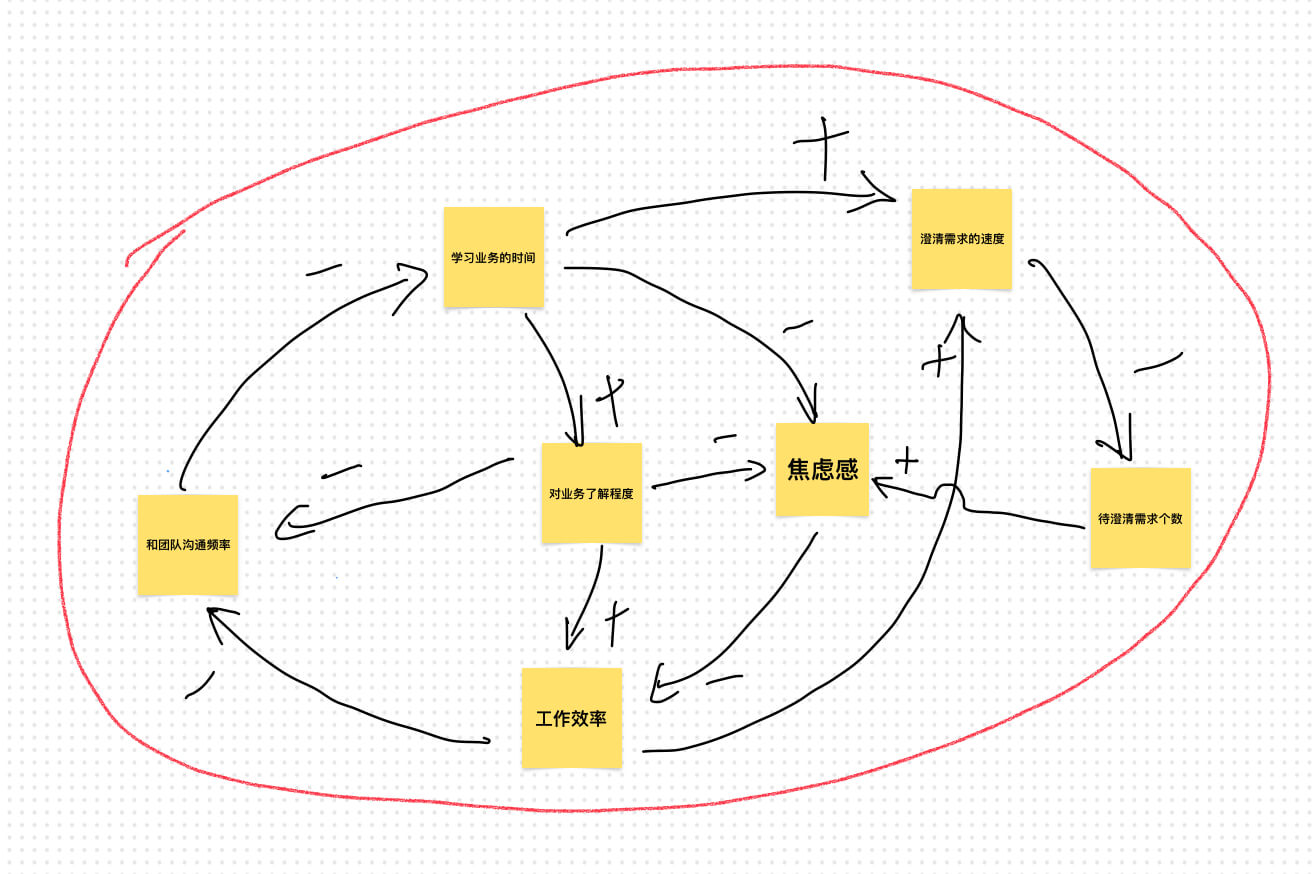 +
澄清需求的速度
学习业务的时间
-
-
+
-
+
焦虑感
-
+
-
对业务了解程度
待澄清需求个数
和团队沟通频率
+
-
-
工作效率